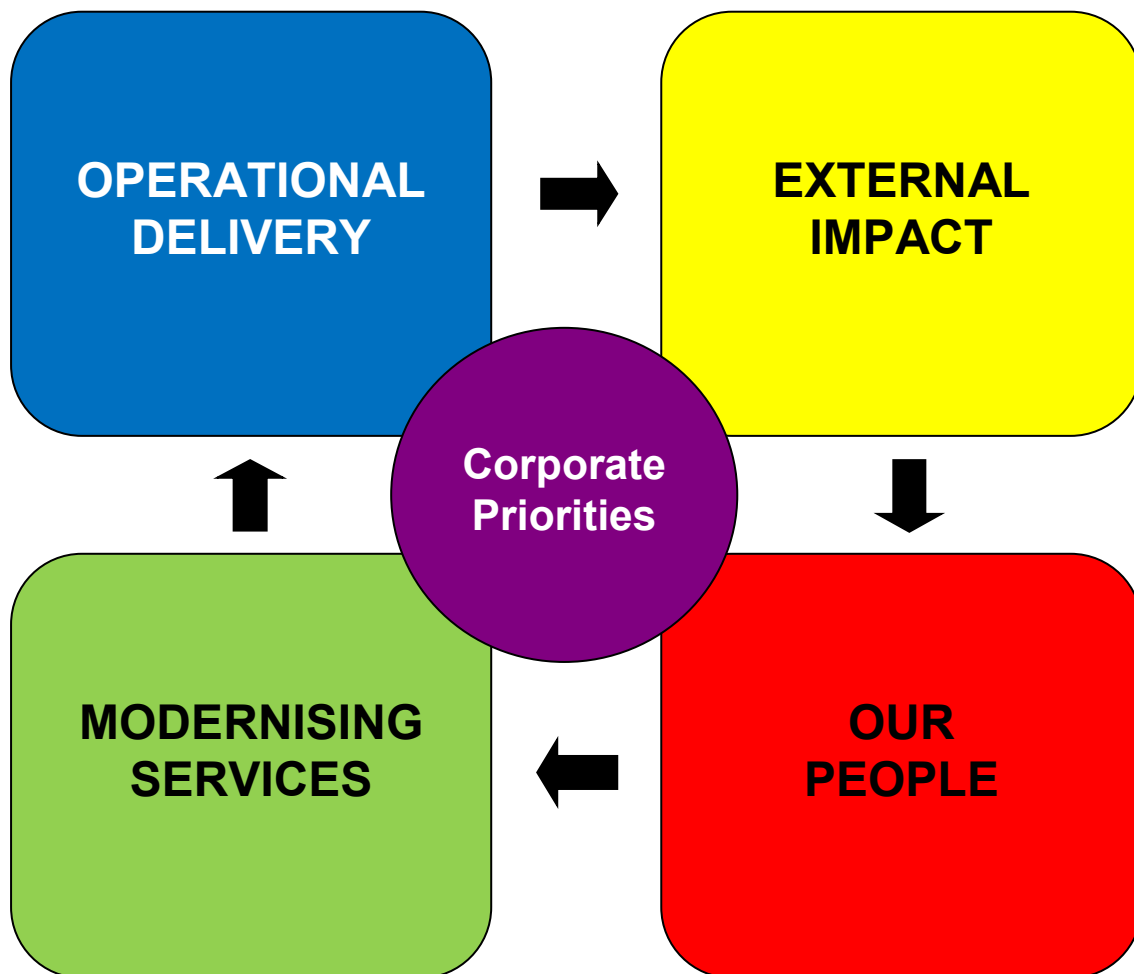 OPERATIONAL
DELIVERY
EXTERNAL
IMPACT
Corporate
Priorities
MODERNISING
SERVICES
OUR
PEOPLE